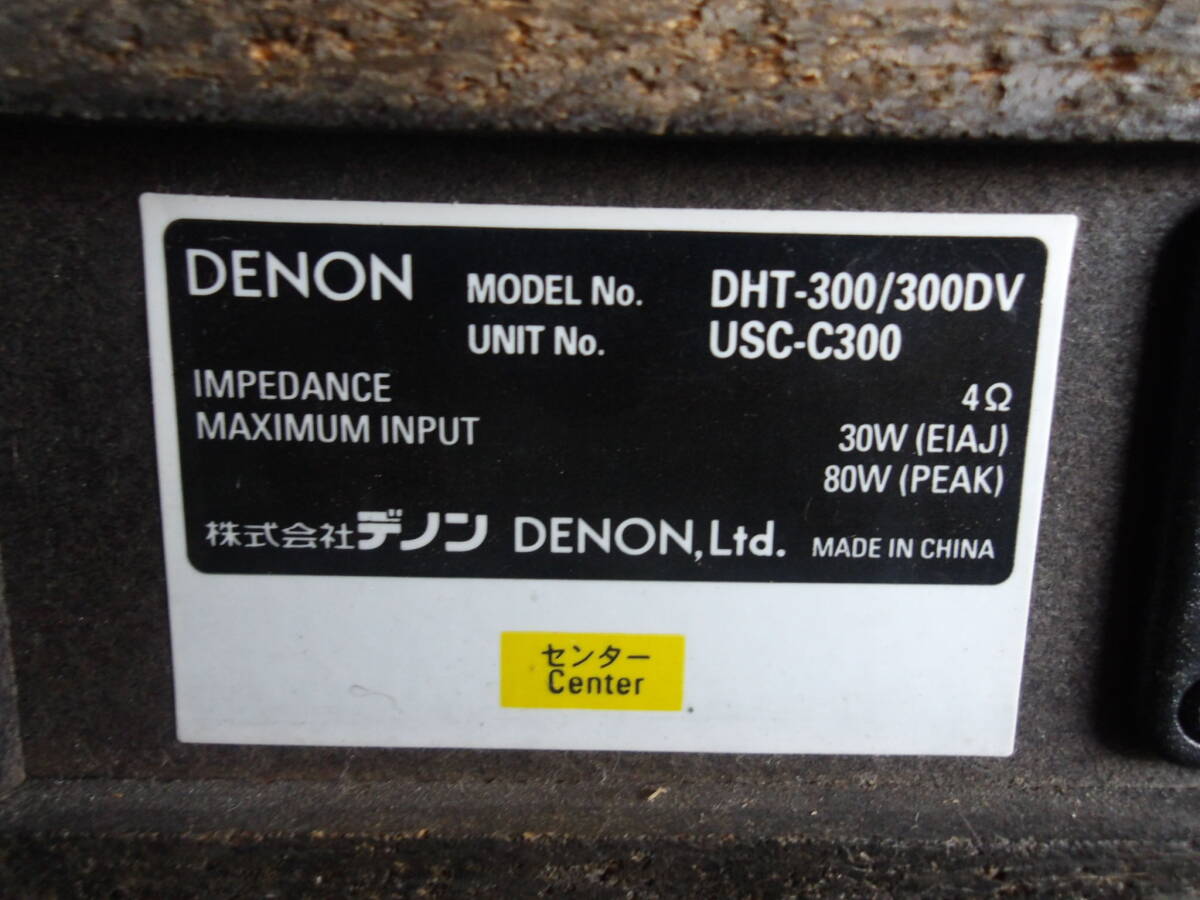 DENON MODEL No. DHT-300/300DV
UNIT No. USC-C300
IMPEDANCE 4Ω
MAXIMUM INPUT 30W (EIAJ)
80W (PEAK)
株式会社デノン DENON, Ltd. MADE IN CHINA
センター
Center